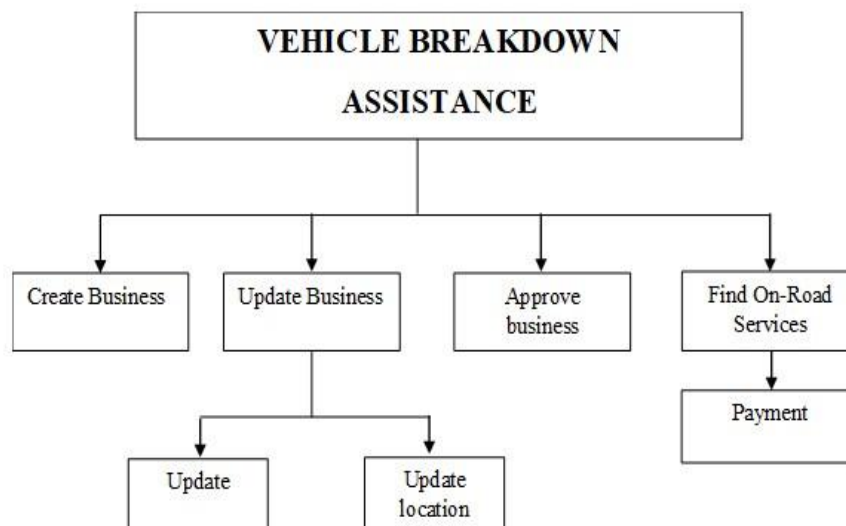 VEHICLE BREAKDOWN
ASSISTANCE
Create Business
Update Business
Approve
business
Find On-Road
Services
Payment
Update
Update
location